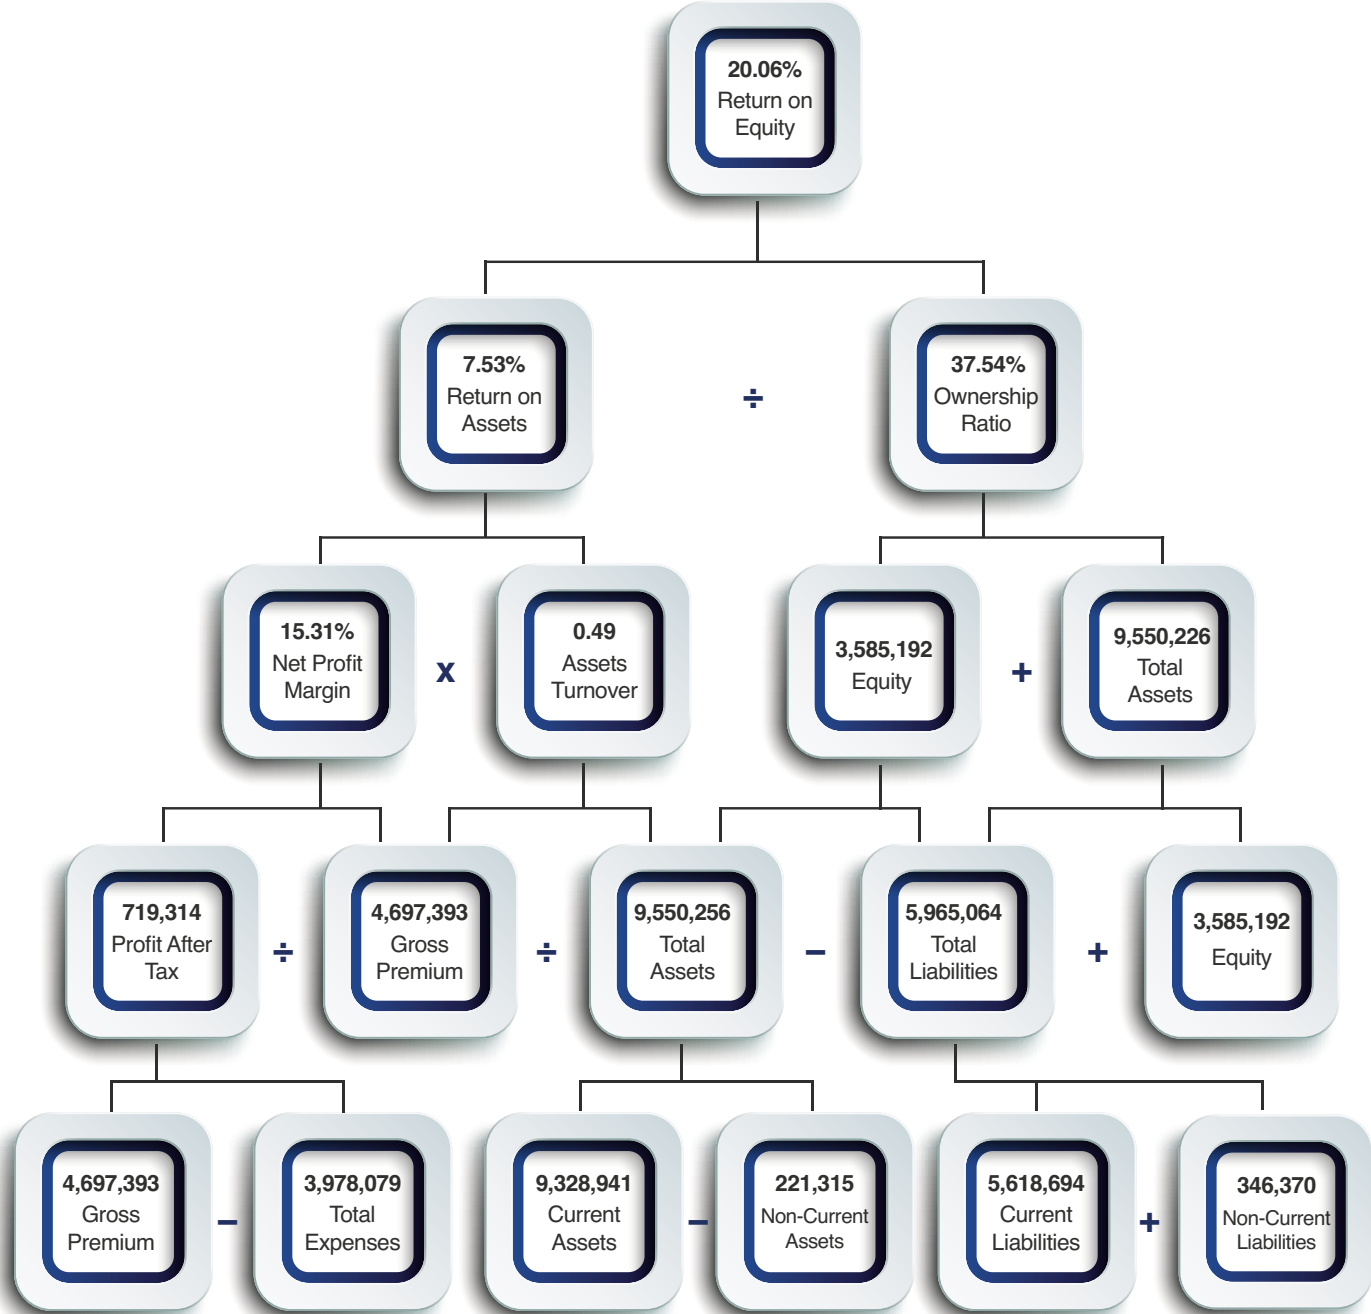 20.06%
Return on
Equity
7.53%
Return on
Assets
÷
37.54%
Ownership
Ratio
15.31%
Net Profit
Margin
x
0.49
Assets
Turnover
3,585,192
Equity
+
9,550,226
Total
Assets
719,314
Profit After
Tax
÷
4,697,393
Gross
Premium
÷
9,550,256
Total
Assets
–
5,965,064
Total
Liabilities
+
3,585,192
Equity
4,697,393
Gross
Premium
–
3,978,079
Total
Expenses
9,328,941
Current
Assets
–
221,315
Non-Current
Assets
5,618,694
Current
Liabilities
+
346,370
Non-Current
Liabilities